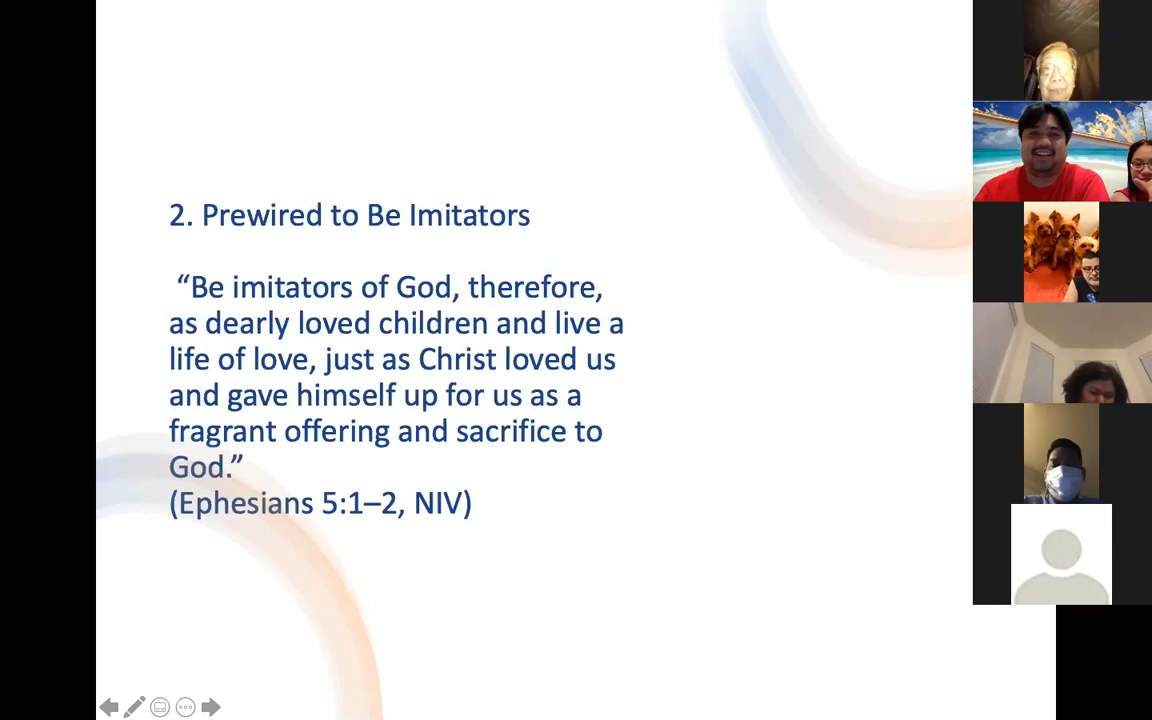 2. Prewired to Be Imitators
“Be imitators of God, therefore,
as dearly loved children and live a
life of love, just as Christ loved us
and gave himself up for us as a
fragrant offering and sacrifice to
God.”
(Ephesians 5:1–2, NIV)